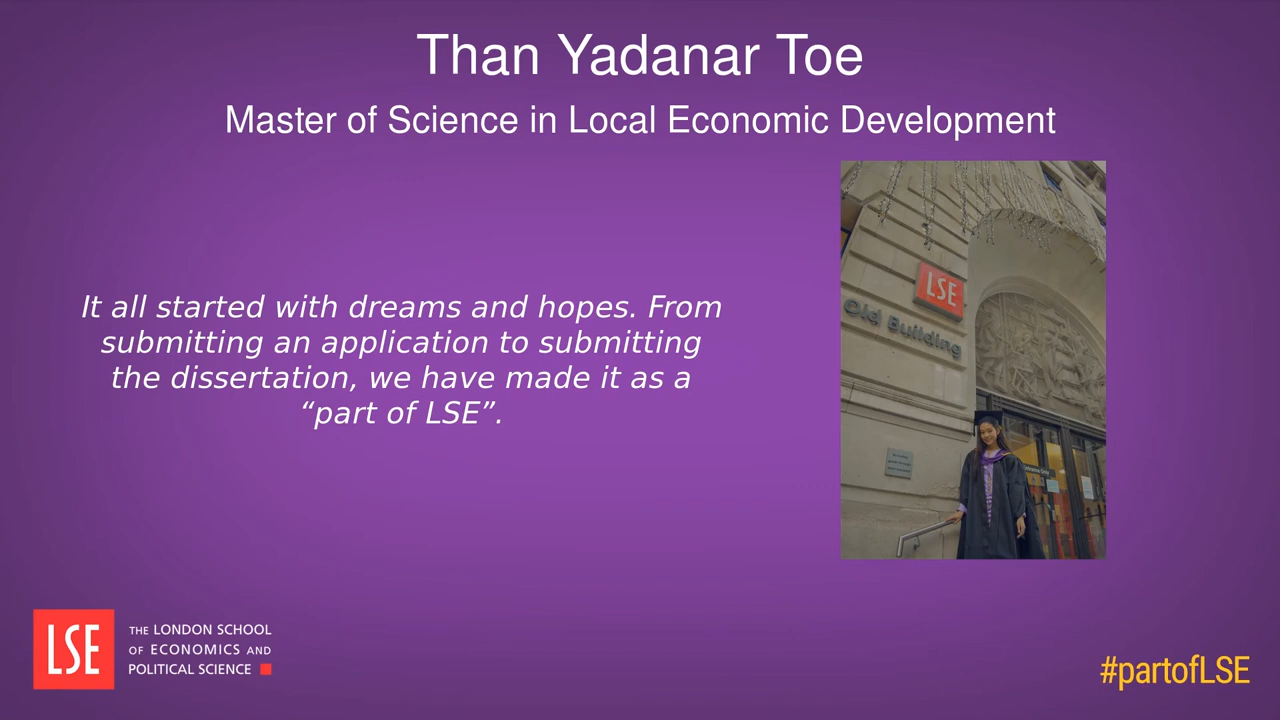 Than Yadanar Toe
Master of Science in Local Economic Development
It all started with dreams and hopes. From
submitting an application to submitting
the dissertation, we have made it as a
“part of LSE”.
LSE
Old Building
Entrance Only
LSE
THE LONDON SCHOOL
OF ECONOMICS AND
POLITICAL SCIENCE
#partofLSE